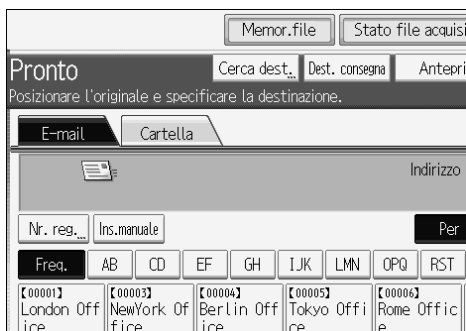 Memor.file Stato file acquisi
Pronto Cerca dest. Dest. consegna Antepri
Posizionare l'originale e specificare la destinazione.
E-mail Cartella
Indirizzo
Nr. reg. Ins.manuale Per
Freq. AB CD EF GH IJK LMN OPQ RST
【00001】 【00003】 【00004】 【00005】 【00006】
London Off NewYork Of Berlin Off Tokyo Offi Rome Offic
ice ffice ice ce e